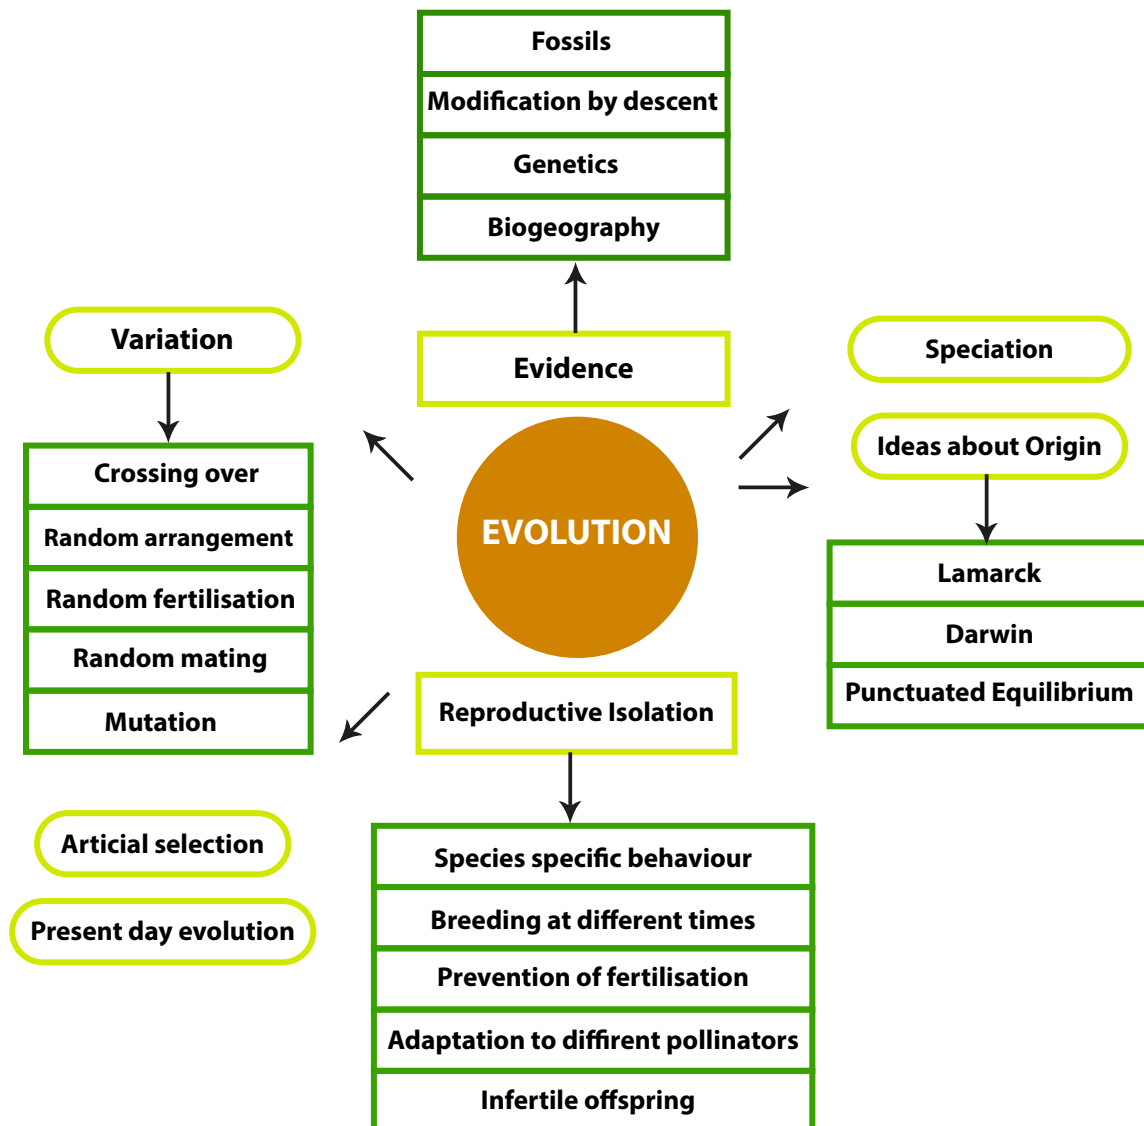 Fossils
Modification by descent
Genetics
Biogeography
Evidence
Variation
Crossing over
Random arrangement
Random fertilisation
Random mating
Mutation
Speciation
Ideas about Origin
Lamarck
Darwin
Punctuated Equilibrium
EVOLUTION
Reproductive Isolation
Species specific behaviour
Breeding at different times
Prevention of fertilisation
Adaptation to diffirent pollinators
Infertile offspring
Articial selection
Present day evolution